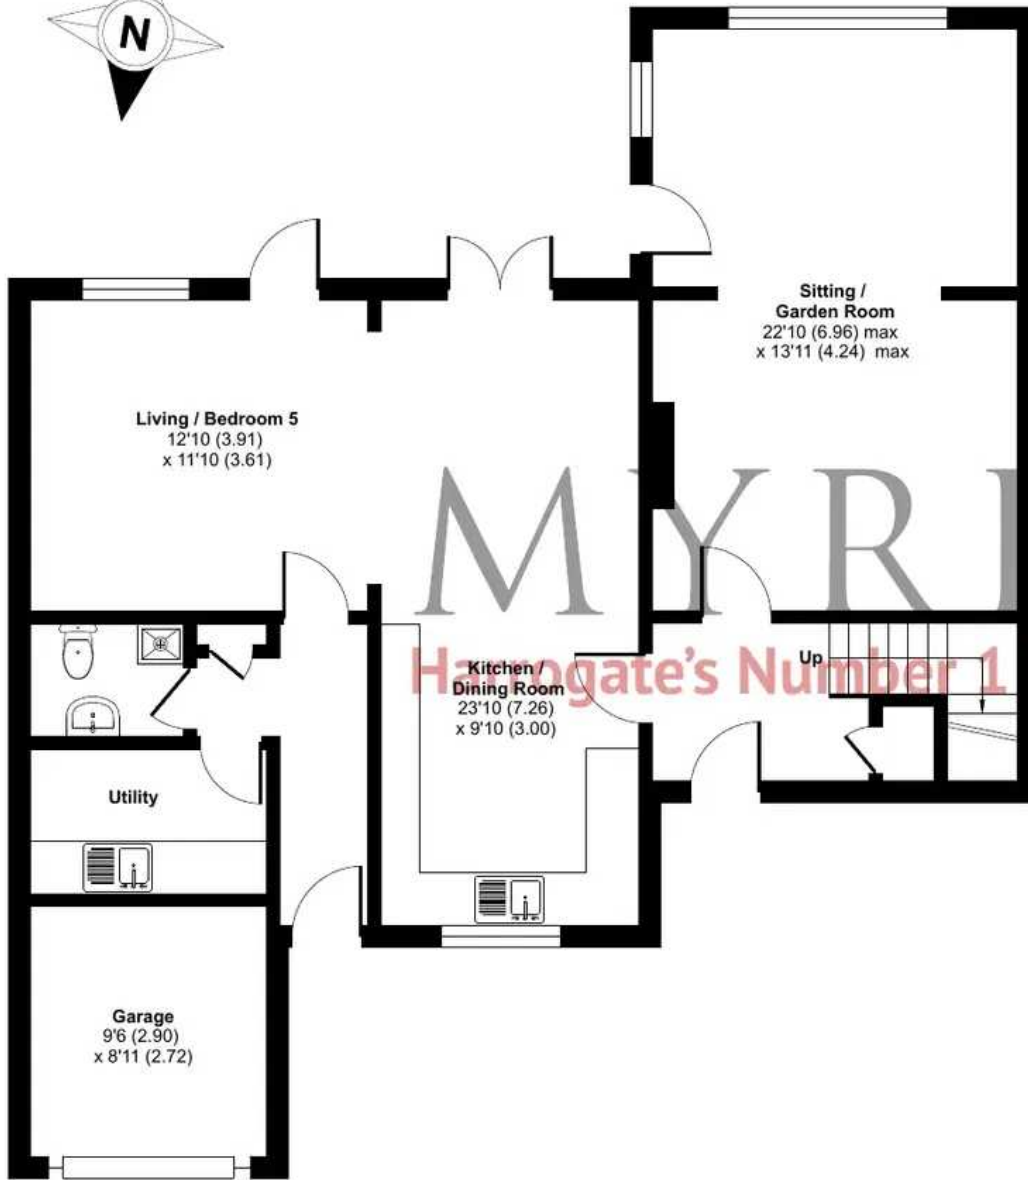 N
Sitting /
Garden Room
22'10 (6.96) max
x 13'11 (4.24) max
Living / Bedroom 5
12'10 (3.91)
x 11'10 (3.61)
MYRI
Harrogate's Number 1
Kitchen /
Dining Room
23'10 (7.26)
x 9'10 (3.00)
Up
Utility
Garage
9'6 (2.90)
x 8'11 (2.72)